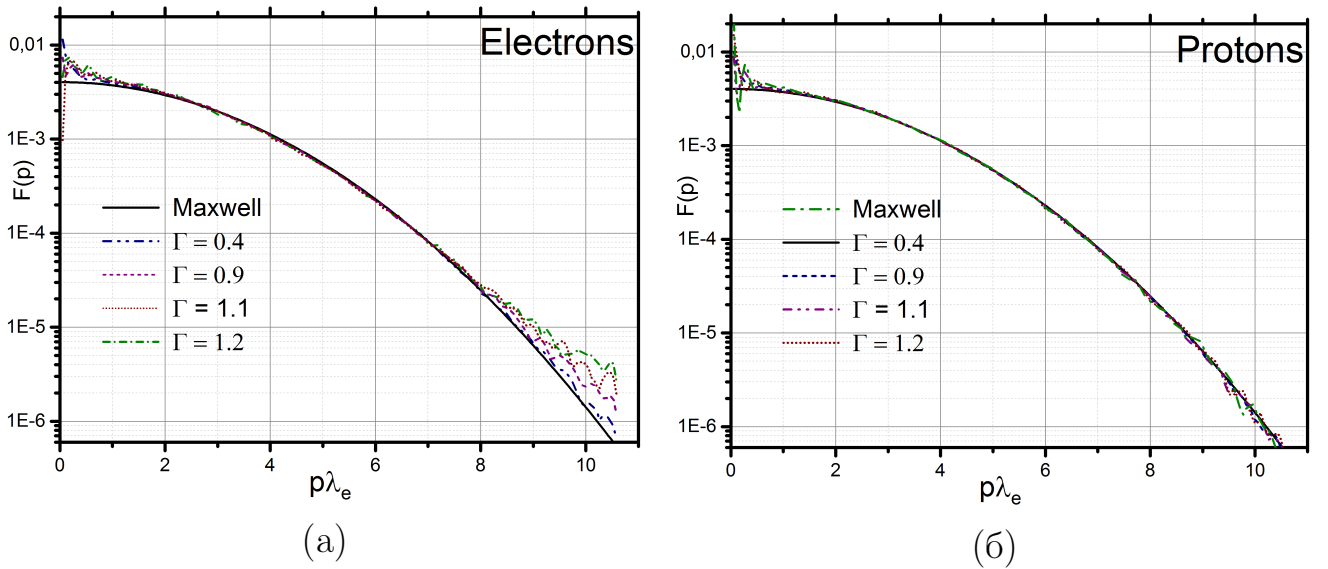 Electrons
0,01
1E-3
1E-4
1E-5
1E-6
F(p)
Maxwell
Γ = 0.4
Γ = 0.9
Γ = 1.1
Γ = 1.2
0 2 4 6 8 10
pλe
(а)
Protons
0,01
1E-3
1E-4
1E-5
1E-6
F(p)
Maxwell
Γ = 0.4
Γ = 0.9
Γ = 1.1
Γ = 1.2
0 2 4 6 8 10
pλe
(б)